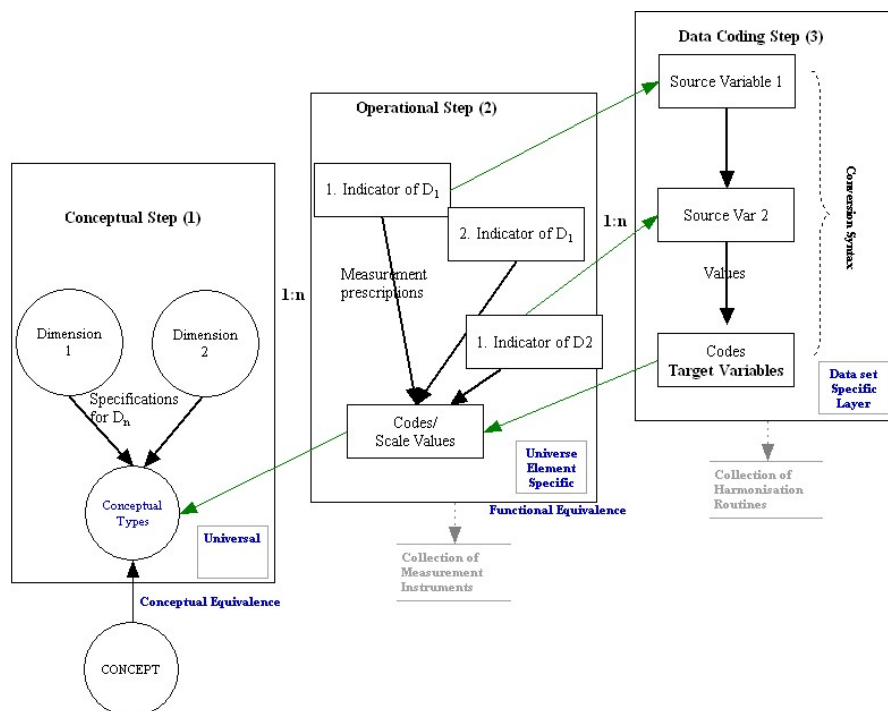 Conceptual Step (1)
Dimension
1
Dimension
2
Specifications
for Dn
Conceptual
Types
Universal
Conceptual Equivalence
CONCEPT
1:n
Operational Step (2)
1. Indicator of D1
2. Indicator of D1
Measurement
prescriptions
1. Indicator of D2
Codes/
Scale Values
Universe
Element
Specific
Functional Equivalence
Collection of
Measurement
Instruments
1:n
Data Coding Step (3)
Source Variable 1
Source Var 2
Values
Codes
Target Variables
Conversion Syntax
Data set
Specific
Layer
Collection of
Harmonisation
Routines